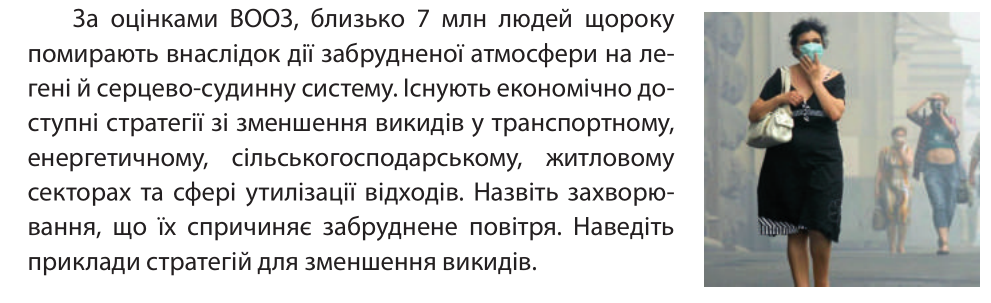 За оцінками ВООЗ, близько 7 млн людей щороку
помирають внаслідок дії забрудненої атмосфери на ле-
гені й серцево-судинну систему. Існують економічно до-
ступні стратегії зі зменшення викидів у транспортному,
енергетичному, сільськогосподарському, житловому
секторах та сфері утилізації відходів. Назвіть захворю-
вання, що їх спричиняє забруднене повітря. Наведіть
приклади стратегій для зменшення викидів.